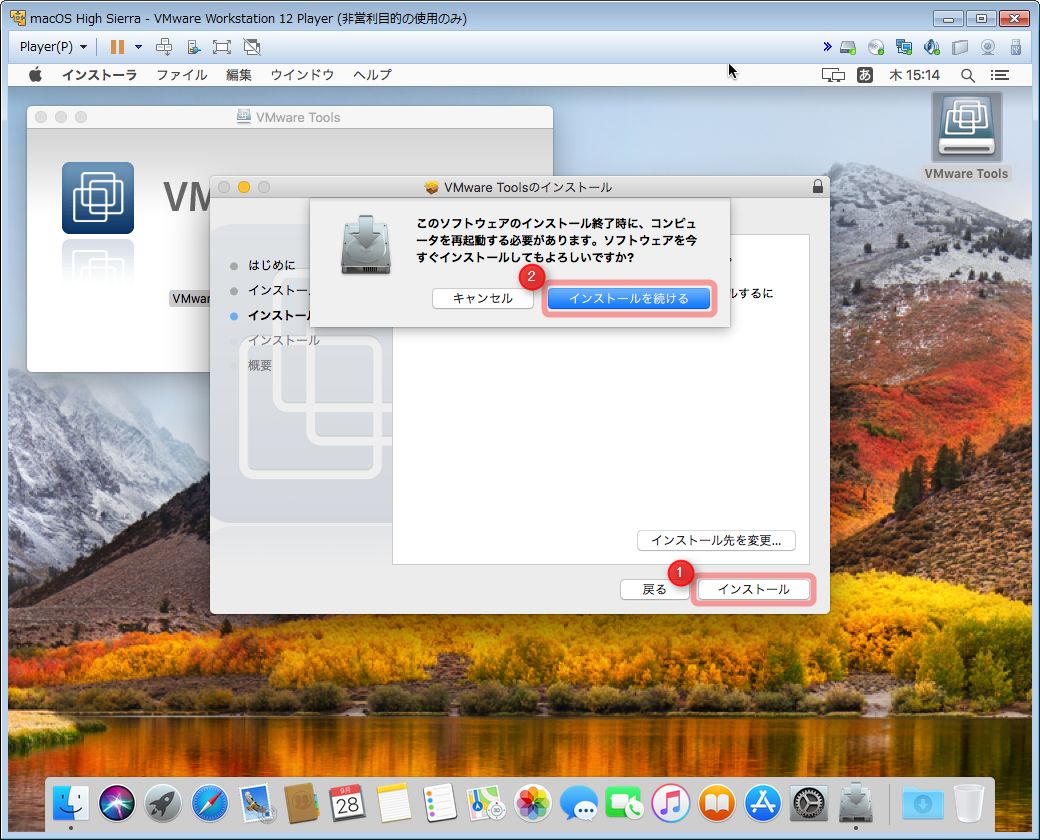 macOS High Sierra - VMware Workstation 12 Player (非営利目的の使用のみ)
Player(P)
インストーラ ファイル 編集 ウインドウ ヘルプ
あ 木 15:14
VMware Tools
VMware Tools
VMware Toolsのインストール
VM
このソフトウェアのインストール終了時に、コンピュ
ータを再起動する必要があります。ソフトウェアを今
すぐインストールしてもよろしいですか?
2
キャンセル インストールを続ける
はじめに
インストー
インストール
インストール
概要
VMwar
ルするに
インストール先を変更...
1
戻る インストール
9月
28